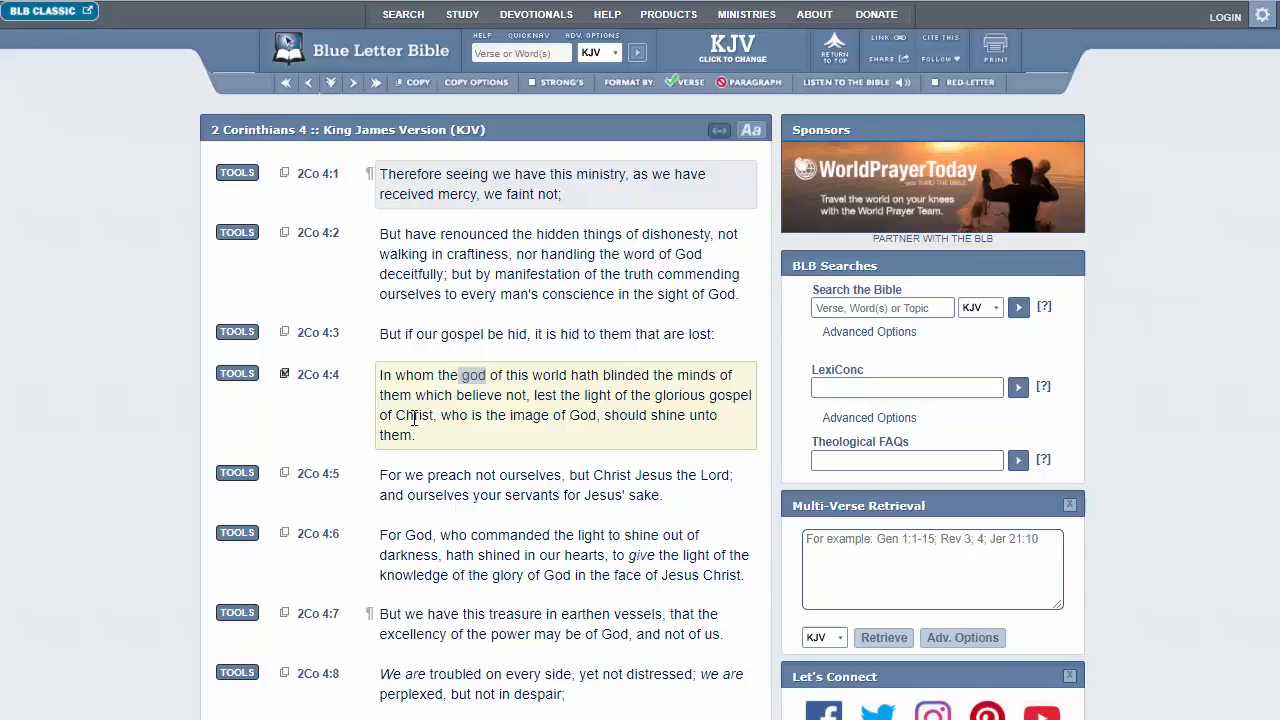 BLB CLASSIC
SEARCH STUDY DEVOTIONALS HELP PRODUCTS MINISTRIES ABOUT DONATE
LOGIN
Blue Letter Bible
HELP QUICKNAV ADV. OPTIONS
Verse or Word(s) KJV
KJV
CLICK TO CHANGE
RETURN TO TOP
LINK CITE THIS
SHARE FOLLOW
PRINT
COPY COPY OPTIONS STRONG'S FORMAT BY: VERSE PARAGRAPH LISTEN TO THE BIBLE RED-LETTER
2 Corinthians 4 :: King James Version (KJV)
Aa
TOOLS 2Co 4:1 ¶ Therefore seeing we have this ministry, as we have
received mercy, we faint not;
TOOLS 2Co 4:2 But have renounced the hidden things of dishonesty, not
walking in craftiness, nor handling the word of God
deceitfully; but by manifestation of the truth commending
ourselves to every man's conscience in the sight of God.
TOOLS 2Co 4:3 But if our gospel be hid, it is hid to them that are lost:
TOOLS 2Co 4:4 In whom the god of this world hath blinded the minds of
them which believe not, lest the light of the glorious gospel
of Christ, who is the image of God, should shine unto
them.
TOOLS 2Co 4:5 For we preach not ourselves, but Christ Jesus the Lord;
and ourselves your servants for Jesus' sake.
TOOLS 2Co 4:6 For God, who commanded the light to shine out of
darkness, hath shined in our hearts, to give the light of the
knowledge of the glory of God in the face of Jesus Christ.
TOOLS 2Co 4:7 ¶ But we have this treasure in earthen vessels, that the
excellency of the power may be of God, and not of us.
TOOLS 2Co 4:8 We are troubled on every side, yet not distressed; we are
perplexed, but not in despair;
Sponsors
WorldPrayerToday
Travel the world on your knees
with the World Prayer Team.
PARTNER WITH THE BLB
BLB Searches
Search the Bible
Verse, Word(s) or Topic KJV [?]
Advanced Options
LexiConc
Advanced Options
Theological FAQs
[?]
Multi-Verse Retrieval X
For example: Gen 1:1-15; Rev 3; 4; Jer 21:10
KJV Retrieve Adv. Options
Let's Connect X